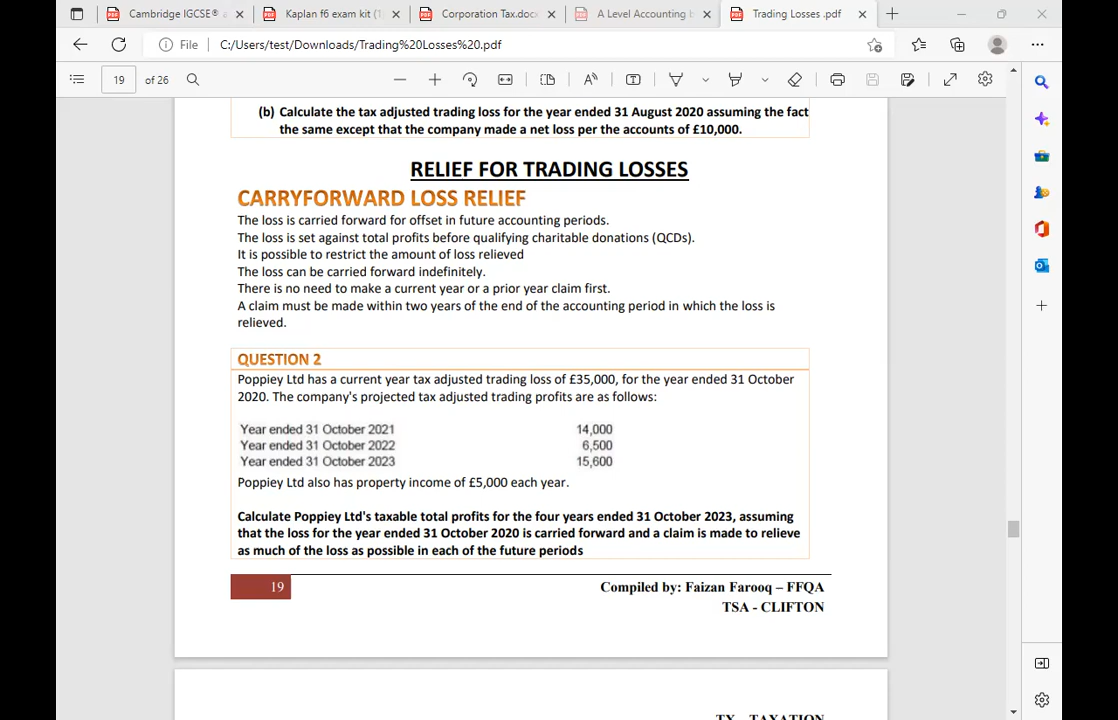 Cambridge IGCSE® a
Kaplan f6 exam kit (1)
Corporation Tax.docx
A Level Accounting b
Trading Losses .pdf
File
C:/Users/test/Downloads/Trading%20Losses%20.pdf
19 of 26
(b) Calculate the tax adjusted trading loss for the year ended 31 August 2020 assuming the fact
the same except that the company made a net loss per the accounts of £10,000.
RELIEF FOR TRADING LOSSES
CARRYFORWARD LOSS RELIEF
The loss is carried forward for offset in future accounting periods.
The loss is set against total profits before qualifying charitable donations (QCDs).
It is possible to restrict the amount of loss relieved
The loss can be carried forward indefinitely.
There is no need to make a current year or a prior year claim first.
A claim must be made within two years of the end of the accounting period in which the loss is
relieved.
QUESTION 2
Poppiey Ltd has a current year tax adjusted trading loss of £35,000, for the year ended 31 October
2020. The company's projected tax adjusted trading profits are as follows:
Year ended 31 October 2021 14,000
Year ended 31 October 2022 6,500
Year ended 31 October 2023 15,600
Poppiey Ltd also has property income of £5,000 each year.
Calculate Poppiey Ltd's taxable total profits for the four years ended 31 October 2023, assuming
that the loss for the year ended 31 October 2020 is carried forward and a claim is made to relieve
as much of the loss as possible in each of the future periods
19
Compiled by: Faizan Farooq – FFQA
TSA - CLIFTON
TX – TAXATION